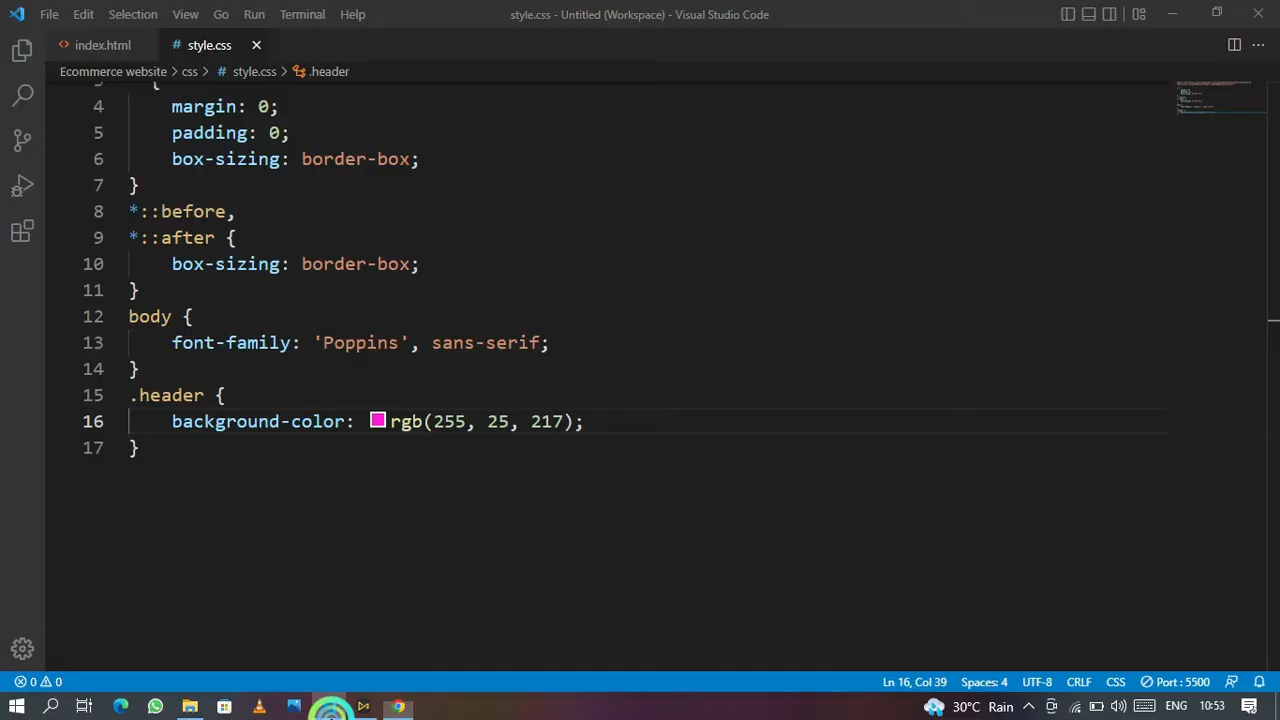 File Edit Selection View Go Run Terminal Help style.css - Untitled (Workspace) - Visual Studio Code
index.html style.css
Ecommerce website > css > # style.css > .header
{
4 margin: 0;
5 padding: 0;
6 box-sizing: border-box;
7 }
8 *::before,
9 *::after {
10 box-sizing: border-box;
11 }
12 body {
13 font-family: 'Poppins', sans-serif;
14 }
15 .header {
16 background-color: rgb(255, 25, 217);
17 }
0 0 Ln 16, Col 39 Spaces: 4 UTF-8 CRLF CSS Port : 5500
30°C Rain ENG 10:53